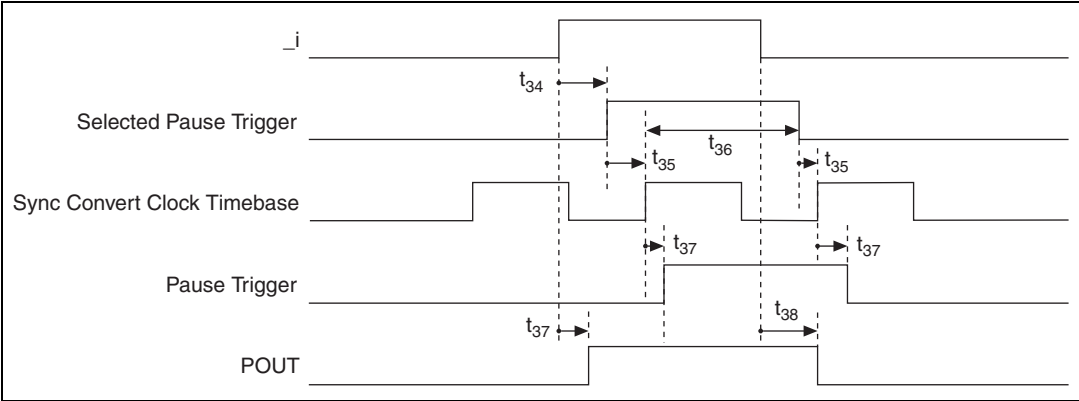 _i
t34
Selected Pause Trigger
t36
t35
t35
Sync Convert Clock Timebase
t37
t37
Pause Trigger
t38
t37
POUT